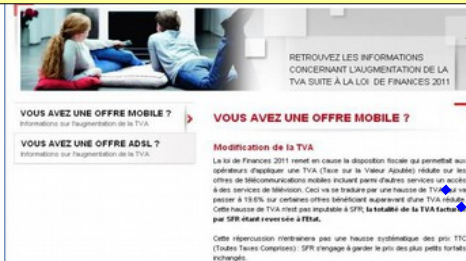 RETROUVEZ LES INFORMATIONS
CONCERNANT L'AUGMENTATION DE LA
TVA SUITE À LA LOI DE FINANCES 2011
VOUS AVEZ UNE OFFRE MOBILE ?
Informations sur l'augmentation de la TVA
VOUS AVEZ UNE OFFRE ADSL ?
Informations sur l'augmentation de la TVA
VOUS AVEZ UNE OFFRE MOBILE ?
Modification de la TVA
La loi de Finances 2011 remet en cause la disposition fiscale qui permettait aux
opérateurs d'appliquer une TVA (Taxe sur la Valeur Ajoutée) réduite sur les
offres de télécommunications mobiles incluant parmi d'autres services un accès
à des services de télévision. Ceci va se traduire par une hausse de TVA qui va
passer à 19.6% sur certaines offres bénéficiant auparavant d'une TVA réduite.
Cette hausse de TVA n'est pas imputable à SFR, la totalité de la TVA facturée
par SFR étant reversée à l'État.
Cette répercussion n'entrainera pas une hausse systématique des prix TTC
(Toutes Taxes Comprises) : SFR s'engage à garder le prix des plus petits forfaits
inchangés.